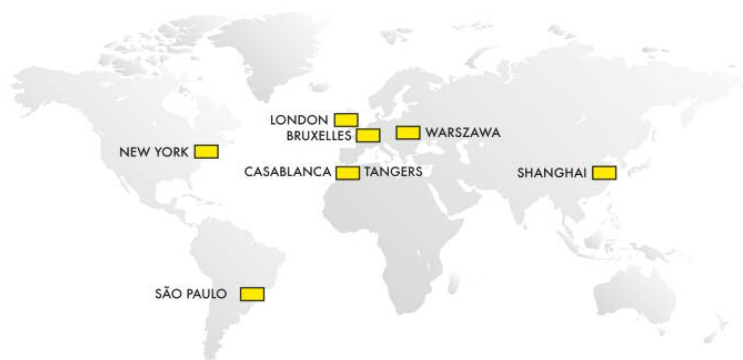 LONDON
BRUXELLES
WARSZAWA
NEW YORK
CASABLANCA
TANGERS
SHANGHAI
SÃO PAULO